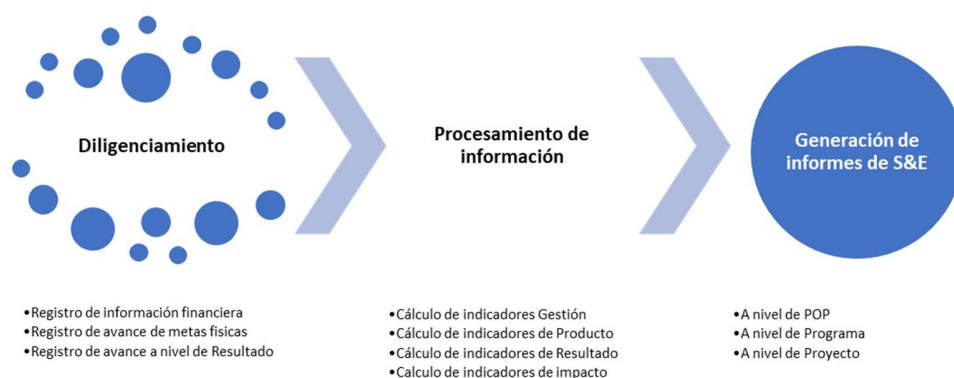 Diligenciamiento
Procesamiento de
información
Generación de
informes de S&E
•Registro de información financiera
•Registro de avance de metas fisicas
•Registro de avance a nivel de Resultado
•Cálculo de indicadores Gestión
•Cálculo de indicadores de Producto
•Cálculo de indicadores de Resultado
•Calculo de indicadores de impacto
•A nivel de POP
•A nivel de Programa
•A nivel de Proyecto